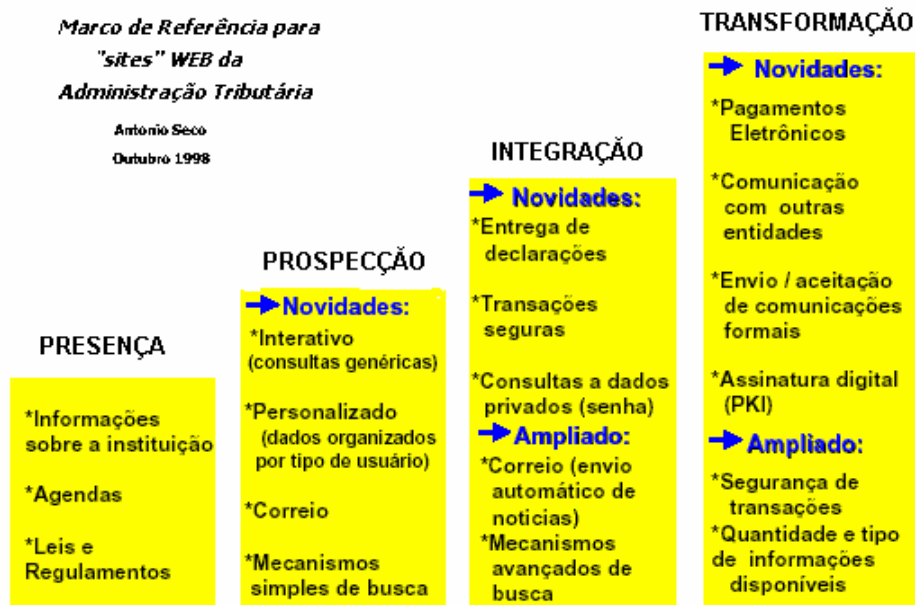 Marco de Referência para
"sites" WEB da
Administração Tributária
Antonio Seco
Outubro 1998
PRESENÇA
*Informações
sobre a instituição
*Agendas
*Leis e
Regulamentos
PROSPECÇÃO
Novidades:
*Interativo
(consultas genéricas)
*Personalizado
(dados organizados
por tipo de usuário)
*Correio
*Mecanismos
simples de busca
INTEGRAÇÃO
Novidades:
*Entrega de
declarações
*Transações
seguras
*Consultas a dados
privados (senha)
Ampliado:
*Correio (envio
automático de
noticias)
*Mecanismos
avançados de
busca
TRANSFORMAÇÃO
Novidades:
*Pagamentos
Eletrônicos
*Comunicação
com outras
entidades
*Envio / aceitação
de comunicações
formais
*Assinatura digital
(PKI)
Ampliado:
*Segurança de
transações
*Quantidade e tipo
de informações
disponíveis